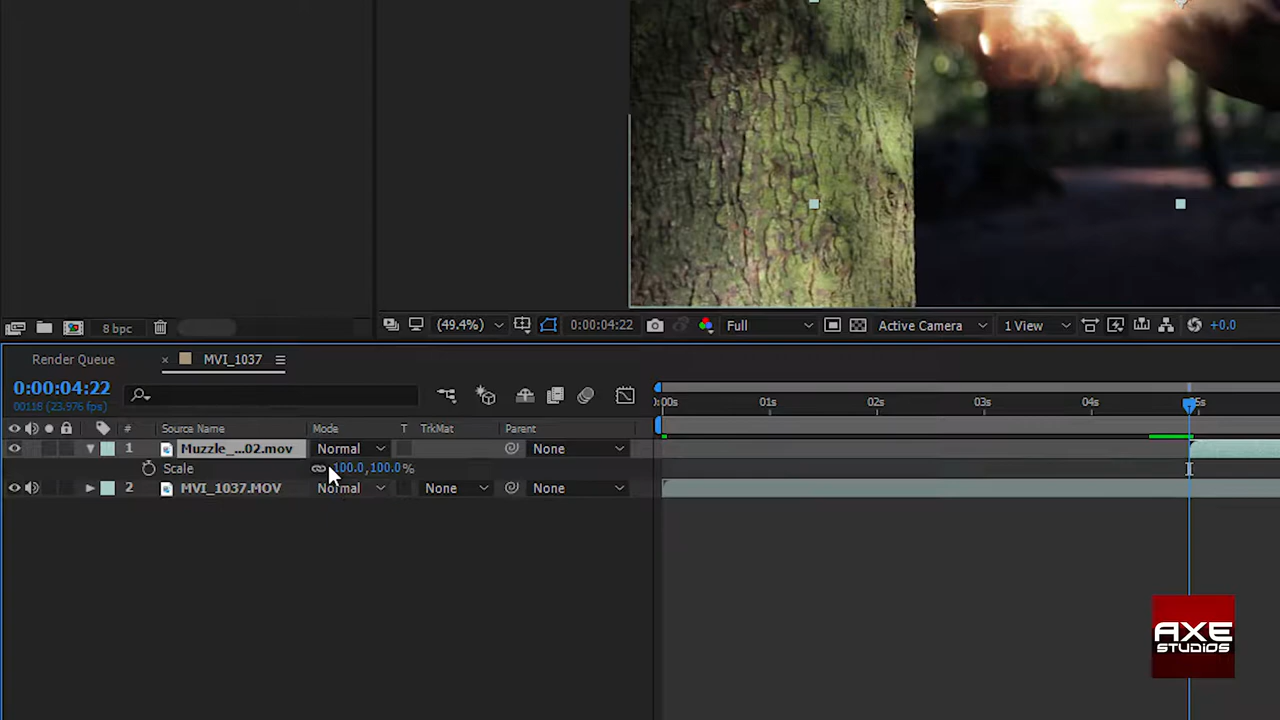 8 bpc
(49.4%)
0:00:04:22
Full
Active Camera
1 View
+0.0
Render Queue
× MVI_1037
0:00:04:22
00118 (23.976 fps)
:00s 01s 02s 03s 04s 05s
# Source Name Mode T TrkMat Parent
1 Muzzle_...02.mov Normal None
Scale 100.0,100.0%
2 MVI_1037.MOV Normal None None
AXE
STUDIOS